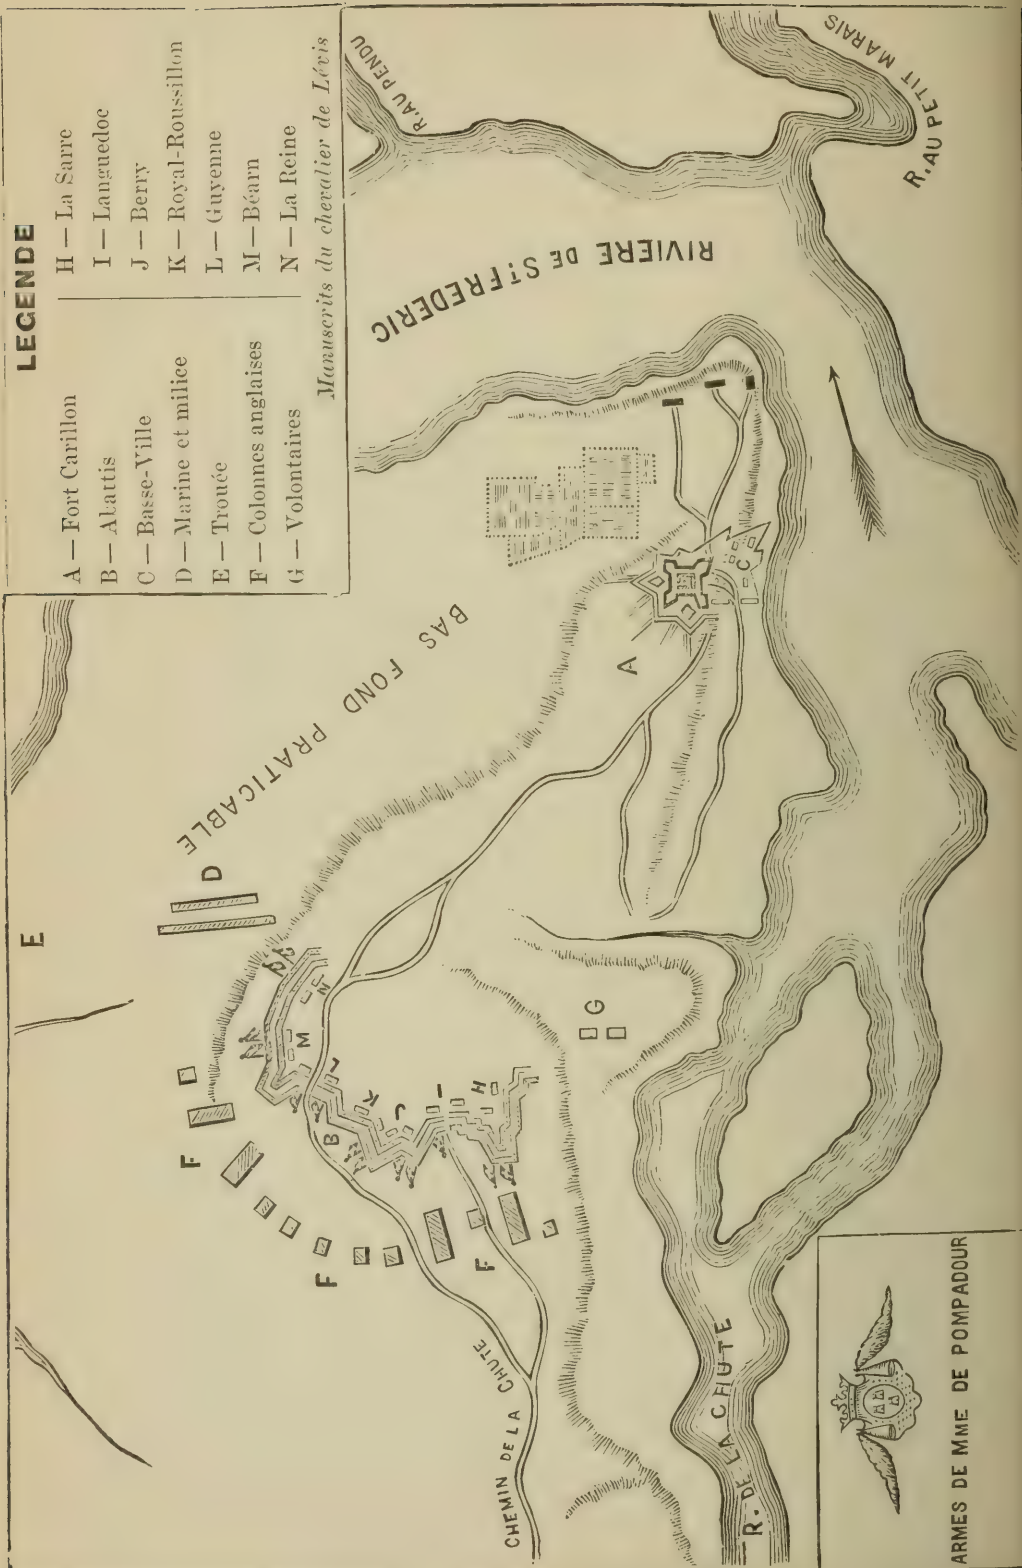 LEGENDE
A — Fort Carillon
B — Abattis
C — Basse-Ville
D — Marine et milice
E — Trouée
F — Colonnes anglaises
G — Volontaires
H — La Sarre
I — Languedoc
J — Berry
K — Royal-Roussillon
L — Guyenne
M — Béarn
N — La Reine
Manuscrits du chevalier de Lévis
E
D
BAS FOND PRATICABLE
RIVIERE DE ST FREDERIC
R. AU PENDU
R. AU PETIT MARAIS
A
C
F
F
F
B
M
N
L
K
J
I
H
G
CHEMIN DE LA CHUTE
R. DE LA CHUTE
ARMES DE MME DE POMPADOUR